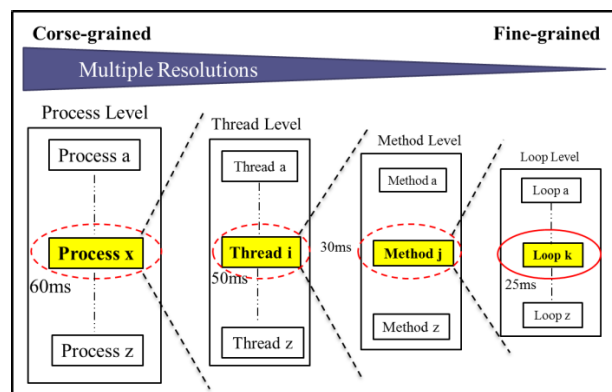 Corse-grained
Fine-grained
Multiple Resolutions
Process Level
Process a
Process x
60ms
Process z
Thread Level
Thread a
Thread i
50ms
Thread z
Method Level
Method a
30ms
Method j
Method z
Loop Level
Loop a
Loop k
25ms
Loop z